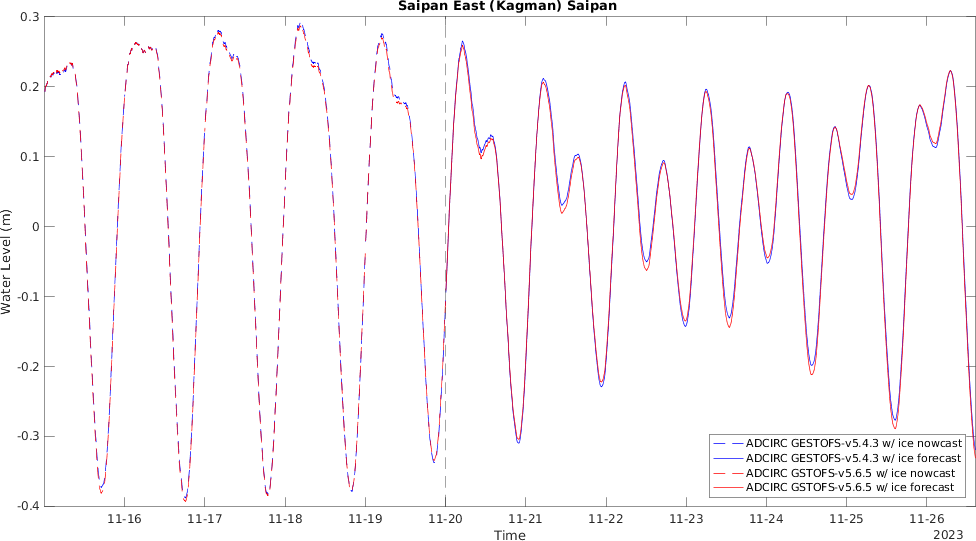 Saipan East (Kagman) Saipan
0.3
0.2
0.1
0
-0.1
-0.2
-0.3
-0.4
Water Level (m)
ADCIRC GESTOFS-v5.4.3 w/ ice nowcast
ADCIRC GESTOFS-v5.4.3 w/ ice forecast
ADCIRC GSTOFS-v5.6.5 w/ ice nowcast
ADCIRC GSTOFS-v5.6.5 w/ ice forecast
11-16 11-17 11-18 11-19 11-20 11-21 11-22 11-23 11-24 11-25 11-26
Time
2023